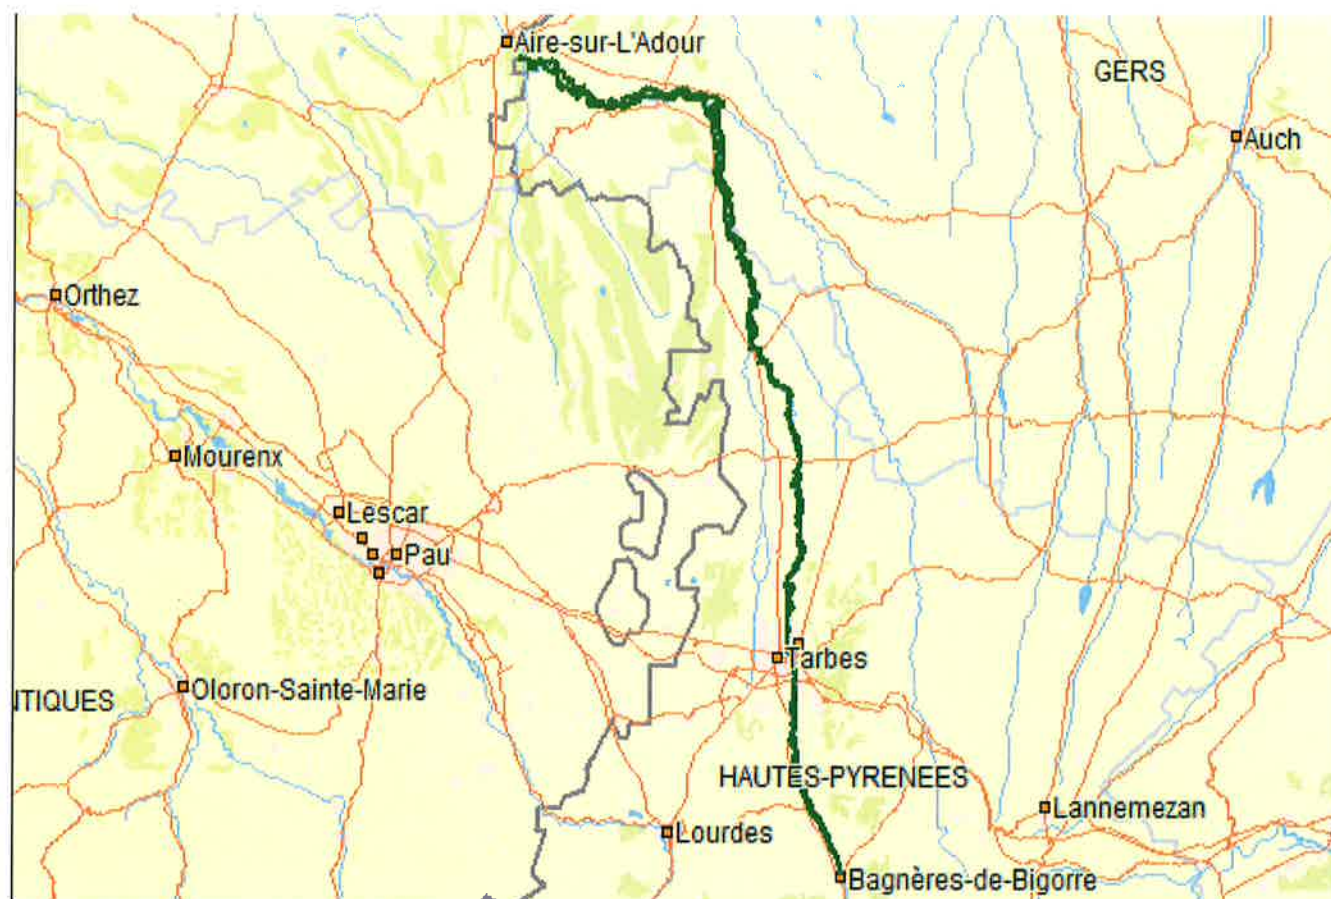 Aire-sur-L'Adour
GERS
Auch
Orthez
Mourenx
Lescar
Pau
Tarbes
Oloron-Sainte-Marie
NTIQUES
HAUTES-PYRENEES
Lannemezan
Lourdes
Bagnères-de-Bigorre